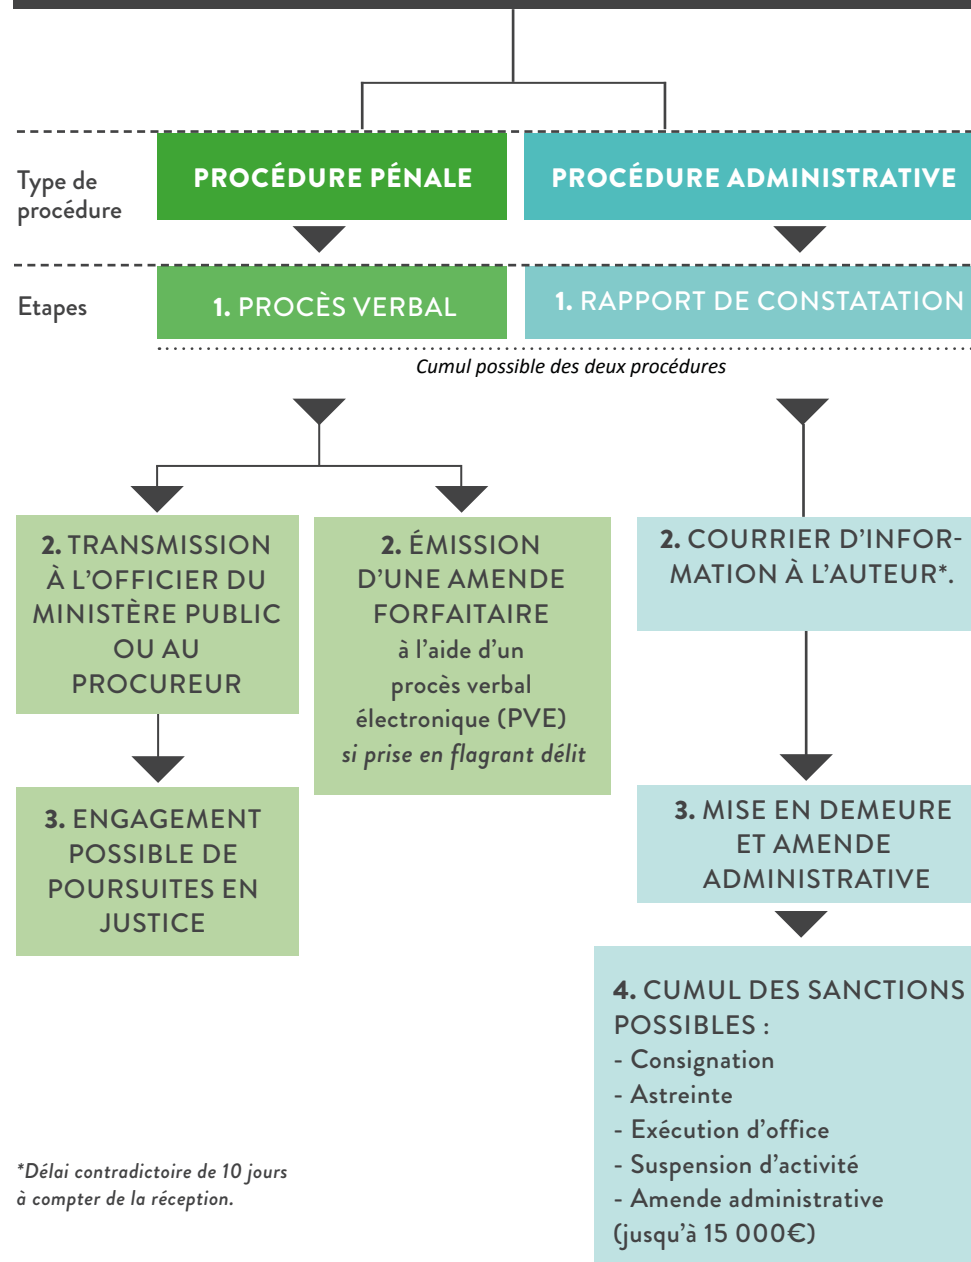 Type de
procédure
PROCÉDURE PÉNALE
PROCÉDURE ADMINISTRATIVE
Etapes
1. PROCÈS VERBAL
1. RAPPORT DE CONSTATATION
Cumul possible des deux procédures
2. TRANSMISSION
À L'OFFICIER DU
MINISTÈRE PUBLIC
OU AU
PROCUREUR
2. ÉMISSION
D'UNE AMENDE
FORFAITAIRE
à l'aide d'un
procès verbal
électronique (PVE)
si prise en flagrant délit
2. COURRIER D'INFOR-
MATION À L'AUTEUR*.
3. ENGAGEMENT
POSSIBLE DE
POURSUITES EN
JUSTICE
3. MISE EN DEMEURE
ET AMENDE
ADMINISTRATIVE
4. CUMUL DES SANCTIONS
POSSIBLES :
- Consignation
- Astreinte
- Exécution d'office
- Suspension d'activité
- Amende administrative
(jusqu'à 15 000€)
*Délai contradictoire de 10 jours
à compter de la réception.